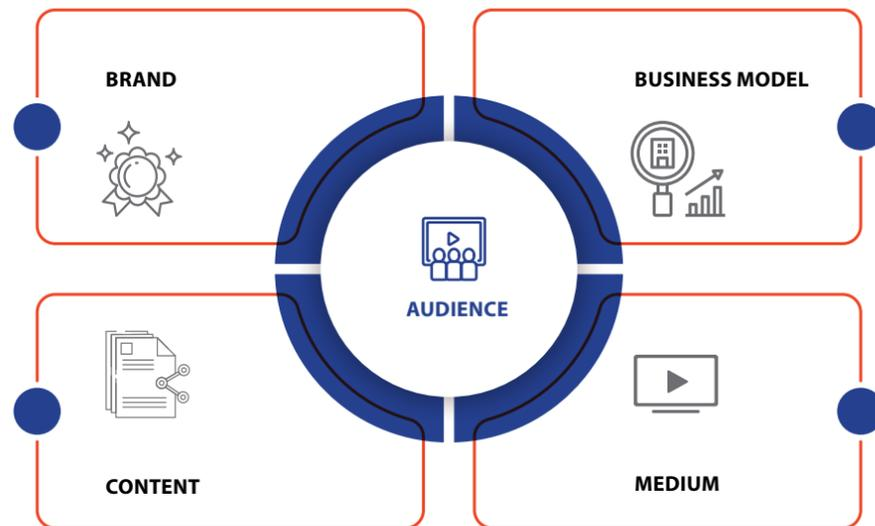 BRAND
BUSINESS MODEL
AUDIENCE
CONTENT
MEDIUM